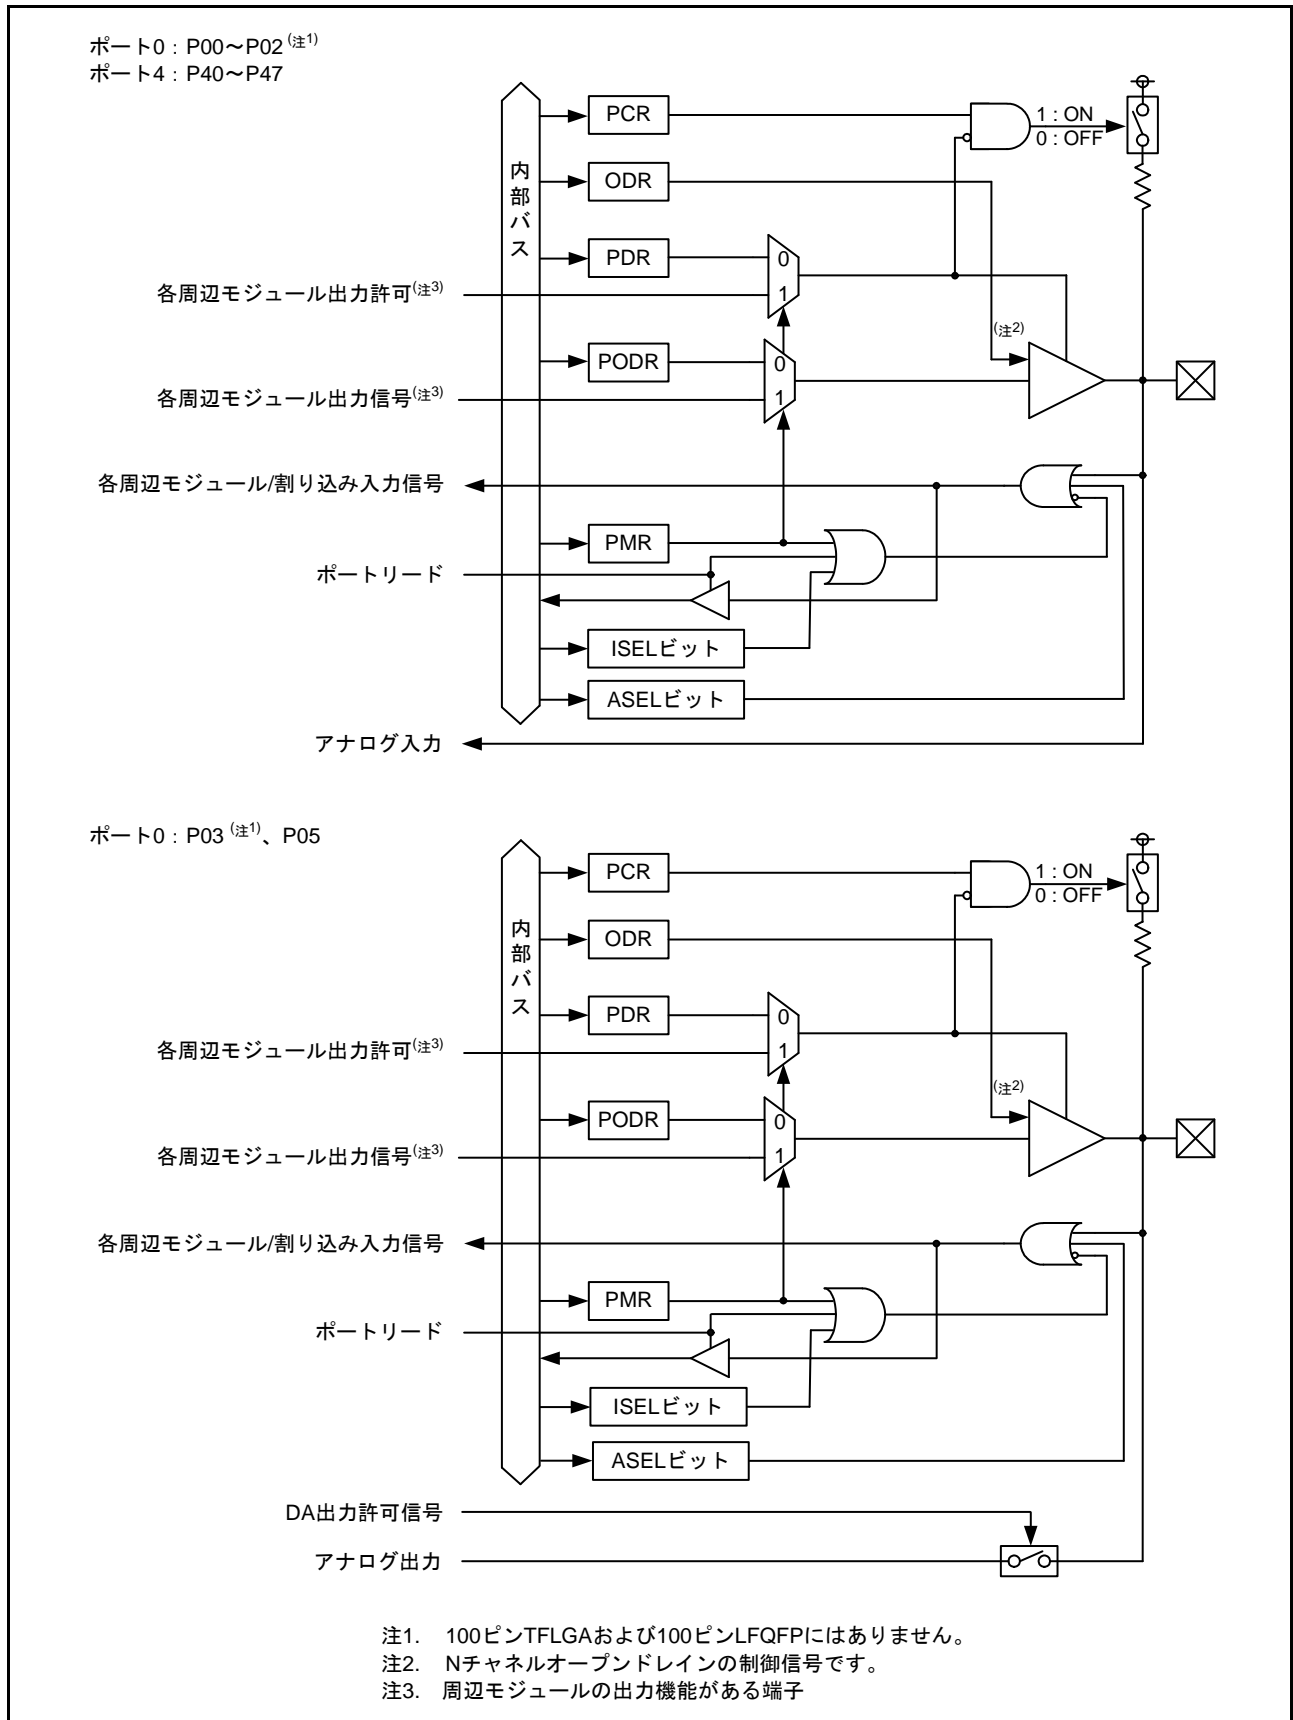 ポート0：P00～P02(注1)
ポート4：P40～P47
内部バス
PCR
1 : ON
0 : OFF
ODR
PDR
0
1
各周辺モジュール出力許可(注3)
(注2)
PODR
0
1
各周辺モジュール出力信号(注3)
各周辺モジュール/割り込み入力信号
PMR
ポートリード
ISELビット
ASELビット
アナログ入力
ポート0：P03 (注1)、P05
内部バス
PCR
1 : ON
0 : OFF
ODR
PDR
0
1
各周辺モジュール出力許可(注3)
(注2)
PODR
0
1
各周辺モジュール出力信号(注3)
各周辺モジュール/割り込み入力信号
PMR
ポートリード
ISELビット
ASELビット
DA出力許可信号
アナログ出力
注1. 100ピンTFLGAおよび100ピンLFQFPにはありません。
注2. Nチャネルオープンドレインの制御信号です。
注3. 周辺モジュールの出力機能がある端子